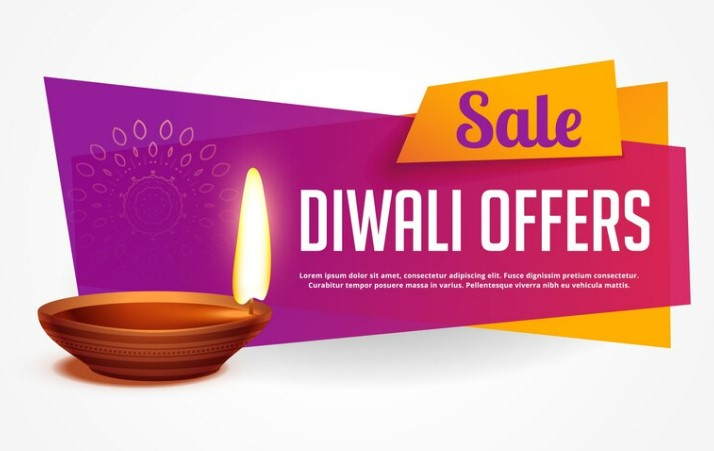 Sale
DIWALI OFFERS
Lorem ipsum dolor sit amet, consectetur adipiscing elit. Fusce dignissim pretium consectetur.
Curabitur tempor posuere massa in varius. Pellentesque viverra nibh eu vehicula mattis.